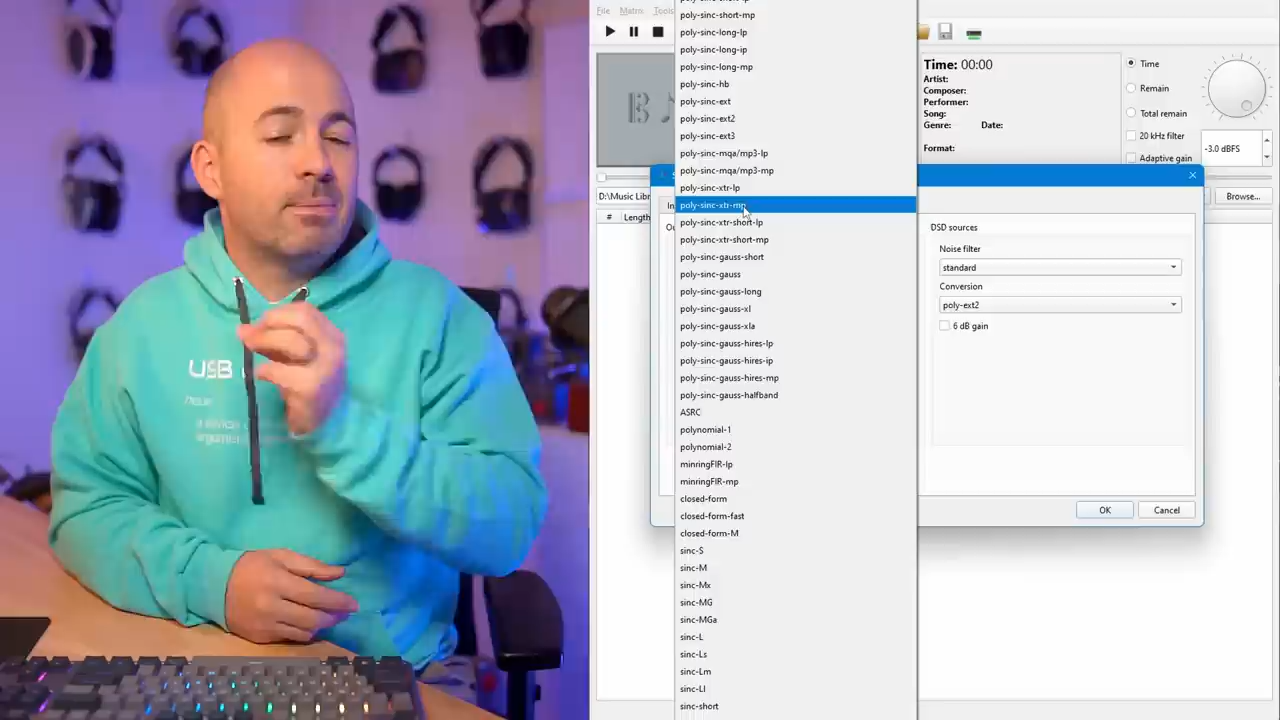 File Matrix Tools
Time: 00:00
Artist:
Composer:
Performer:
Song:
Genre: Date:
Format:
Time
Remain
Total remain
20 kHz filter
Adaptive gain
-3.0 dBFS
D:\Music Libr
Browse...
# Length
poly-sinc-short-mp
poly-sinc-long-lp
poly-sinc-long-ip
poly-sinc-long-mp
poly-sinc-hb
poly-sinc-ext
poly-sinc-ext2
poly-sinc-ext3
poly-sinc-mqa/mp3-lp
poly-sinc-mqa/mp3-mp
poly-sinc-xtr-lp
poly-sinc-xtr-mp
poly-sinc-xtr-short-lp
poly-sinc-xtr-short-mp
poly-sinc-gauss-short
poly-sinc-gauss
poly-sinc-gauss-long
poly-sinc-gauss-xl
poly-sinc-gauss-xla
poly-sinc-gauss-hires-lp
poly-sinc-gauss-hires-ip
poly-sinc-gauss-hires-mp
poly-sinc-gauss-halfband
ASRC
polynomial-1
polynomial-2
minringFIR-lp
minringFIR-mp
closed-form
closed-form-fast
closed-form-M
sinc-S
sinc-M
sinc-Mx
sinc-MG
sinc-MGa
sinc-L
sinc-Ls
sinc-Lm
sinc-Ll
sinc-short
DSD sources
Noise filter
standard
Conversion
poly-ext2
6 dB gain
OK
Cancel
USB
noun